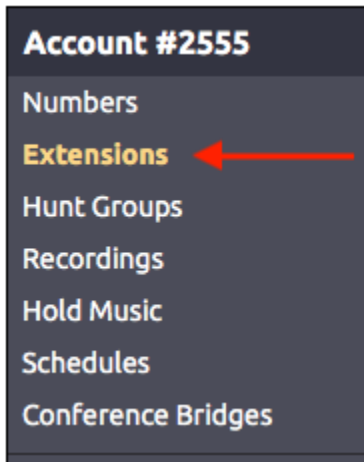 Account #2555
Numbers
Extensions
Hunt Groups
Recordings
Hold Music
Schedules
Conference Bridges